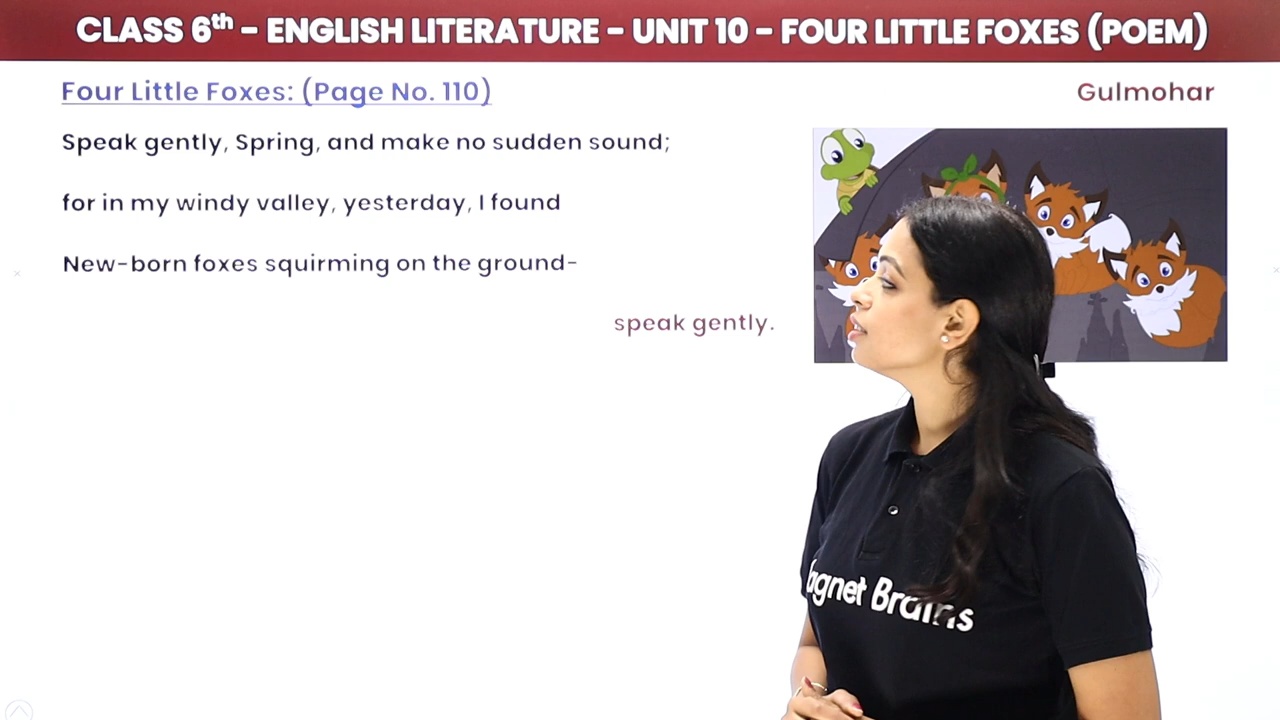 CLASS 6th - ENGLISH LITERATURE - UNIT 10 - FOUR LITTLE FOXES (POEM)
Four Little Foxes: (Page No. 110)
Gulmohar
Speak gently, Spring, and make no sudden sound;
for in my windy valley, yesterday, I found
New-born foxes squirming on the ground-
speak gently.
agnet Brains